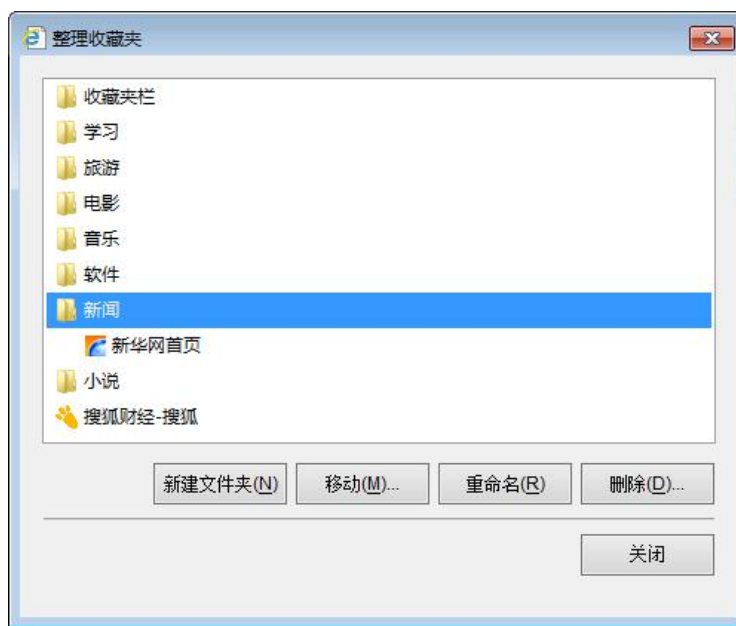 整理收藏夹
收藏夹栏
学习
旅游
电影
音乐
软件
新闻
新华网首页
小说
搜狐财经-搜狐
新建文件夹(N) 移动(M)... 重命名(R) 删除(D)...
关闭